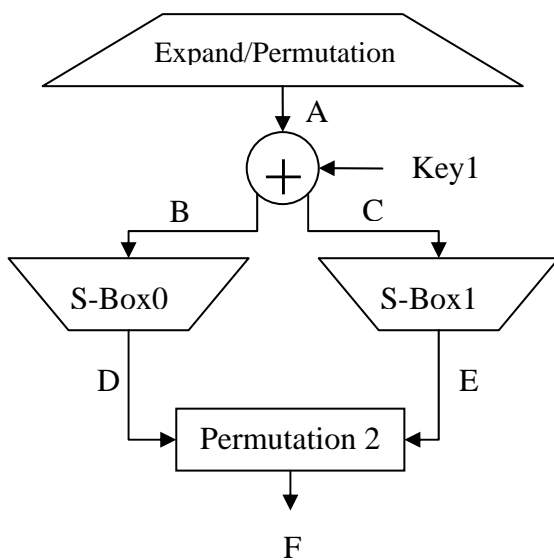 Expand/Permutation
A
Key1
B
C
S-Box0
S-Box1
D
E
Permutation 2
F